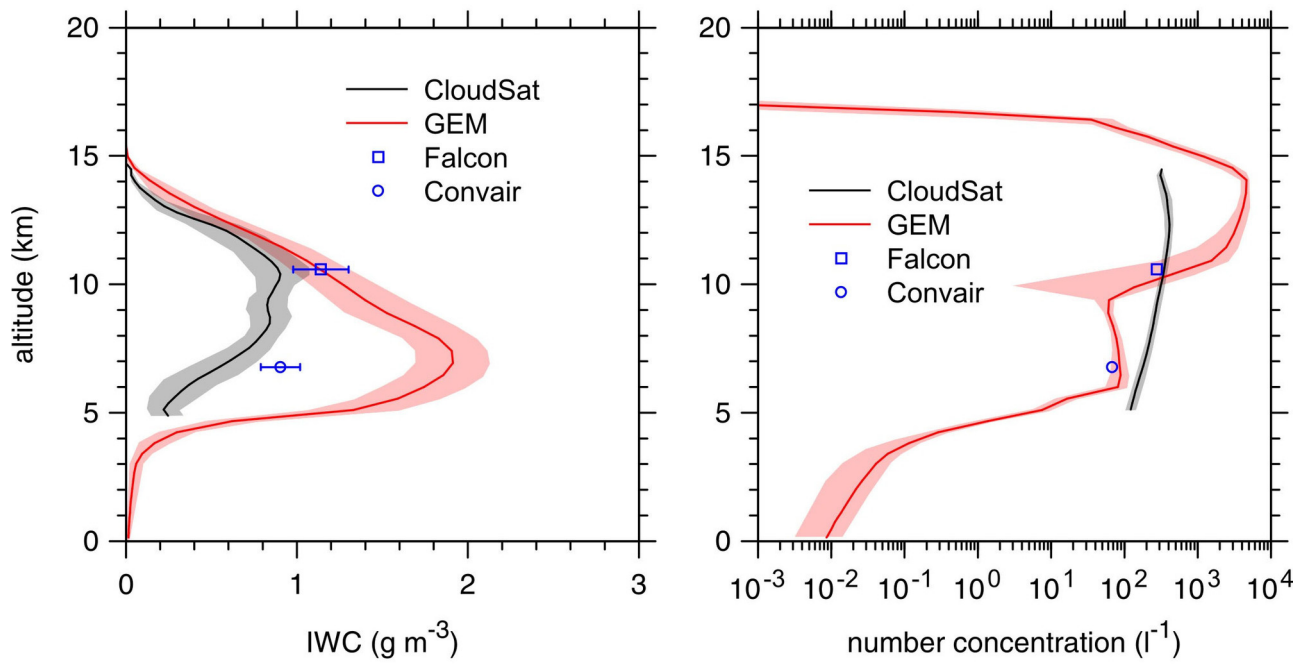 20
15
10
5
0
altitude (km)
CloudSat
GEM
Falcon
Convair
0 1 2 3
IWC (g m⁻³)
20
15
10
5
0
CloudSat
GEM
Falcon
Convair
10⁻³ 10⁻² 10⁻¹ 10⁰ 10¹ 10² 10³ 10⁴
number concentration (l⁻¹)